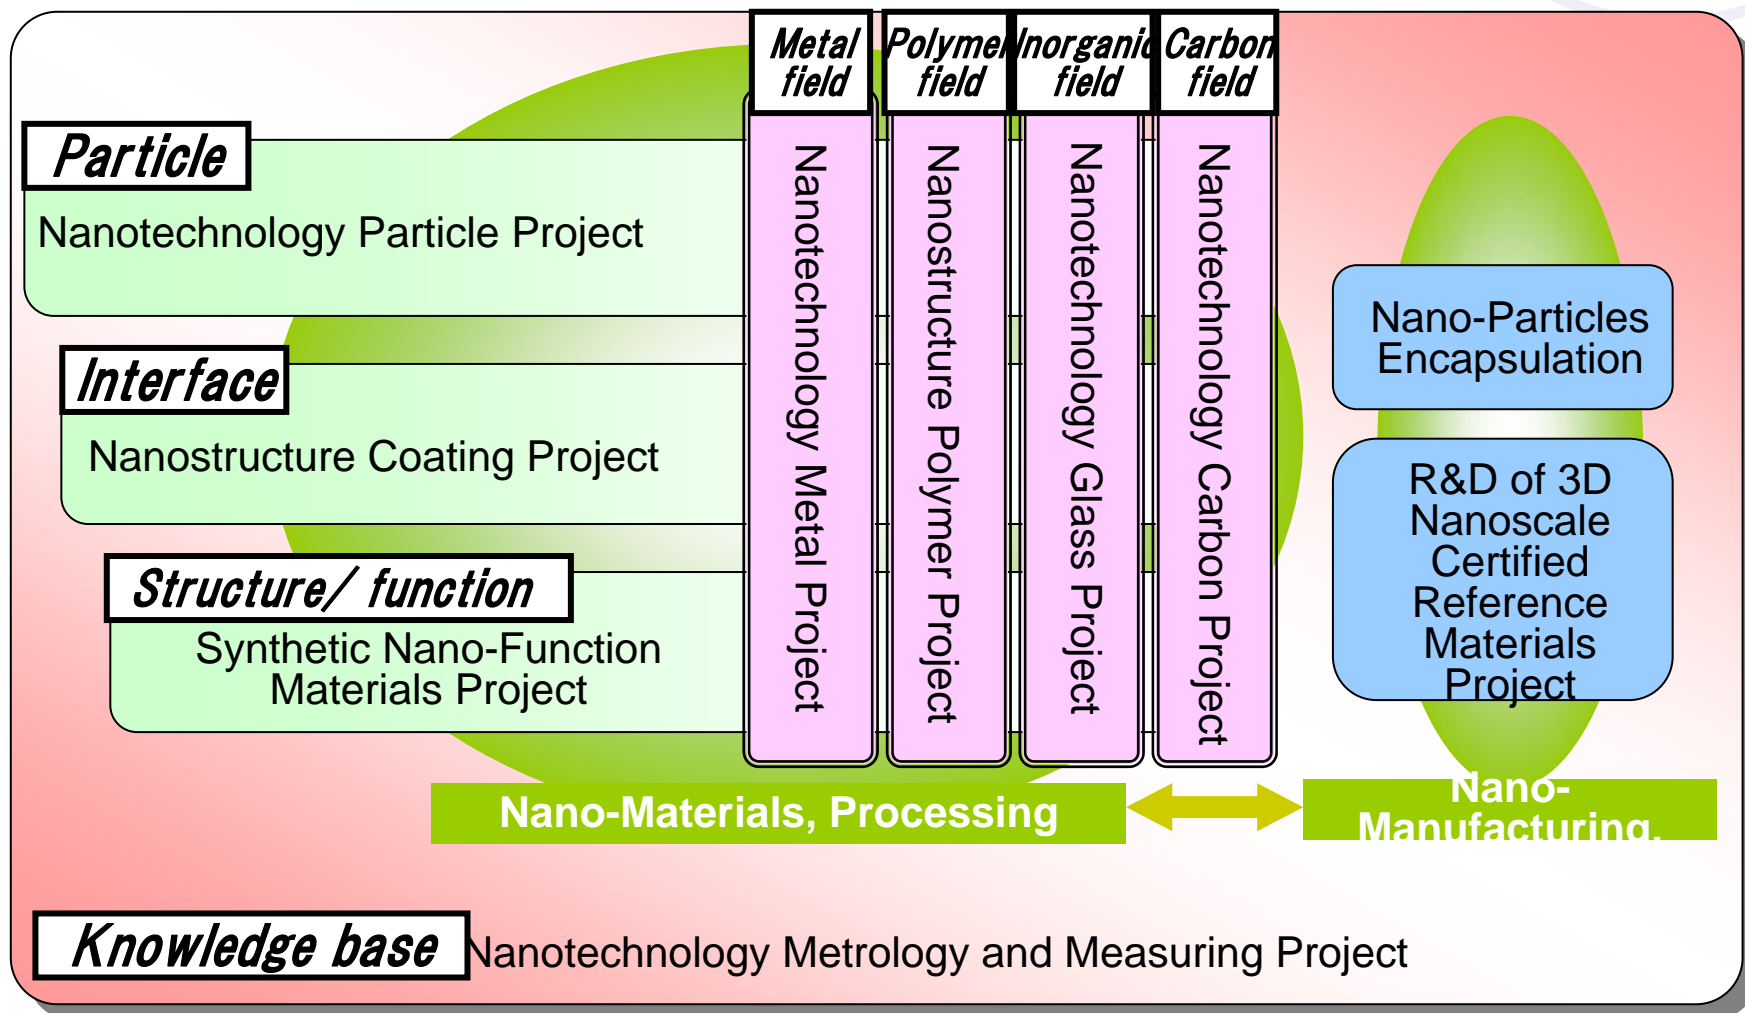 Metal
field
Polymer
field
Inorganic
field
Carbon
field
Particle
Nanotechnology Particle Project
Interface
Nanostructure Coating Project
Structure/ function
Synthetic Nano-Function
Materials Project
Nanotechnology Metal Project
Nanostructure Polymer Project
Nanotechnology Glass Project
Nanotechnology Carbon Project
Nano-Particles
Encapsulation
R&D of 3D
Nanoscale
Certified
Reference
Materials
Project
Nano-Materials, Processing
Nano-
Manufacturing,
Knowledge base
Nanotechnology Metrology and Measuring Project